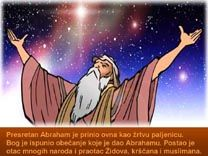 Presretan Abraham je prinio ovna kao žrtvu paljenicu.
Bog je ispunio obećanje koje je dao Abrahamu. Postao je
otac mnogih naroda i praotac Židova, kršćana i muslimana.